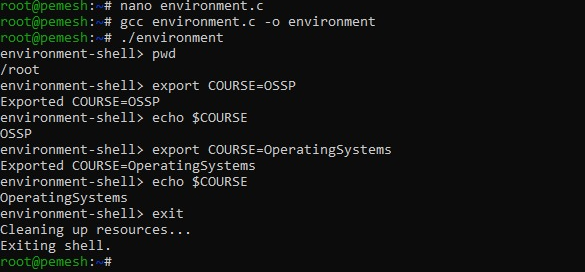 root@pemesh:~# nano environment.c
root@pemesh:~# gcc environment.c -o environment
root@pemesh:~# ./environment
environment-shell> pwd
/root
environment-shell> export COURSE=OSSP
Exported COURSE=OSSP
environment-shell> echo $COURSE
OSSP
environment-shell> export COURSE=OperatingSystems
Exported COURSE=OperatingSystems
environment-shell> echo $COURSE
OperatingSystems
environment-shell> exit
Cleaning up resources...
Exiting shell.
root@pemesh:~#